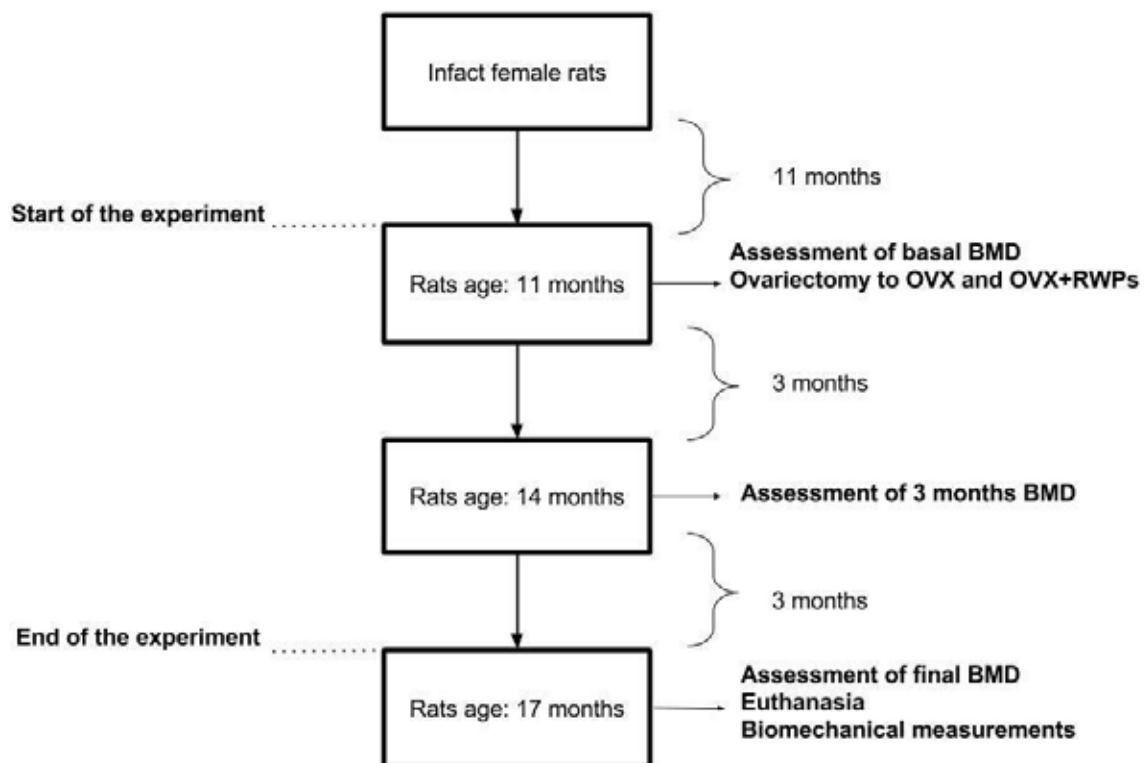 Infact female rats
11 months
Start of the experiment
Rats age: 11 months
Assessment of basal BMD
Ovariectomy to OVX and OVX+RWPs
3 months
Rats age: 14 months
Assessment of 3 months BMD
3 months
End of the experiment
Rats age: 17 months
Assessment of final BMD
Euthanasia
Biomechanical measurements